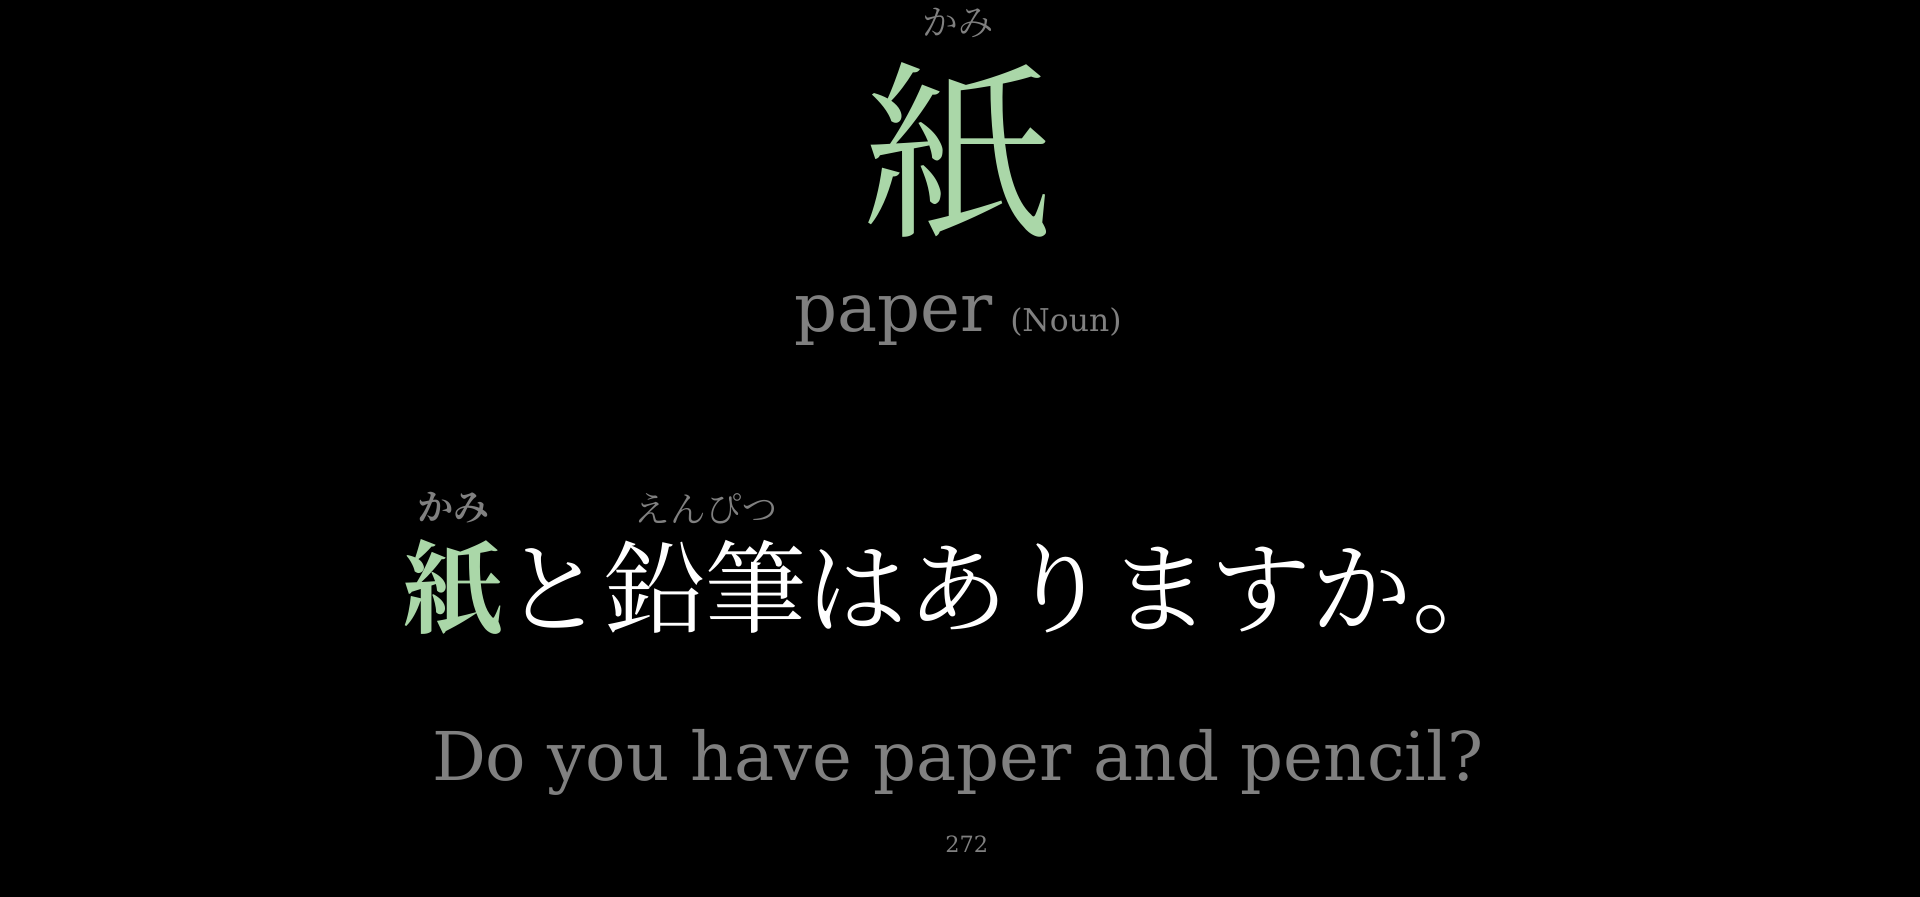 かみ
紙
paper (Noun)
かみ えんぴつ
紙と鉛筆はありますか。
Do you have paper and pencil?
272